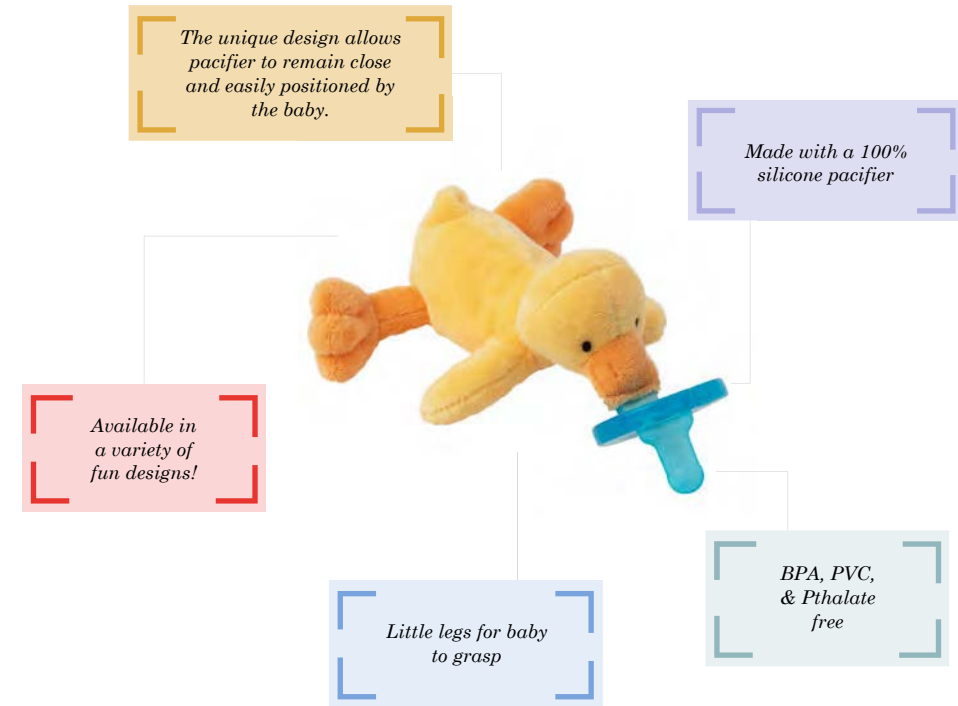 The unique design allows
pacifier to remain close
and easily positioned by
the baby.
Made with a 100%
silicone pacifier
Available in
a variety of
fun designs!
BPA, PVC,
& Pthalate
free
Little legs for baby
to grasp